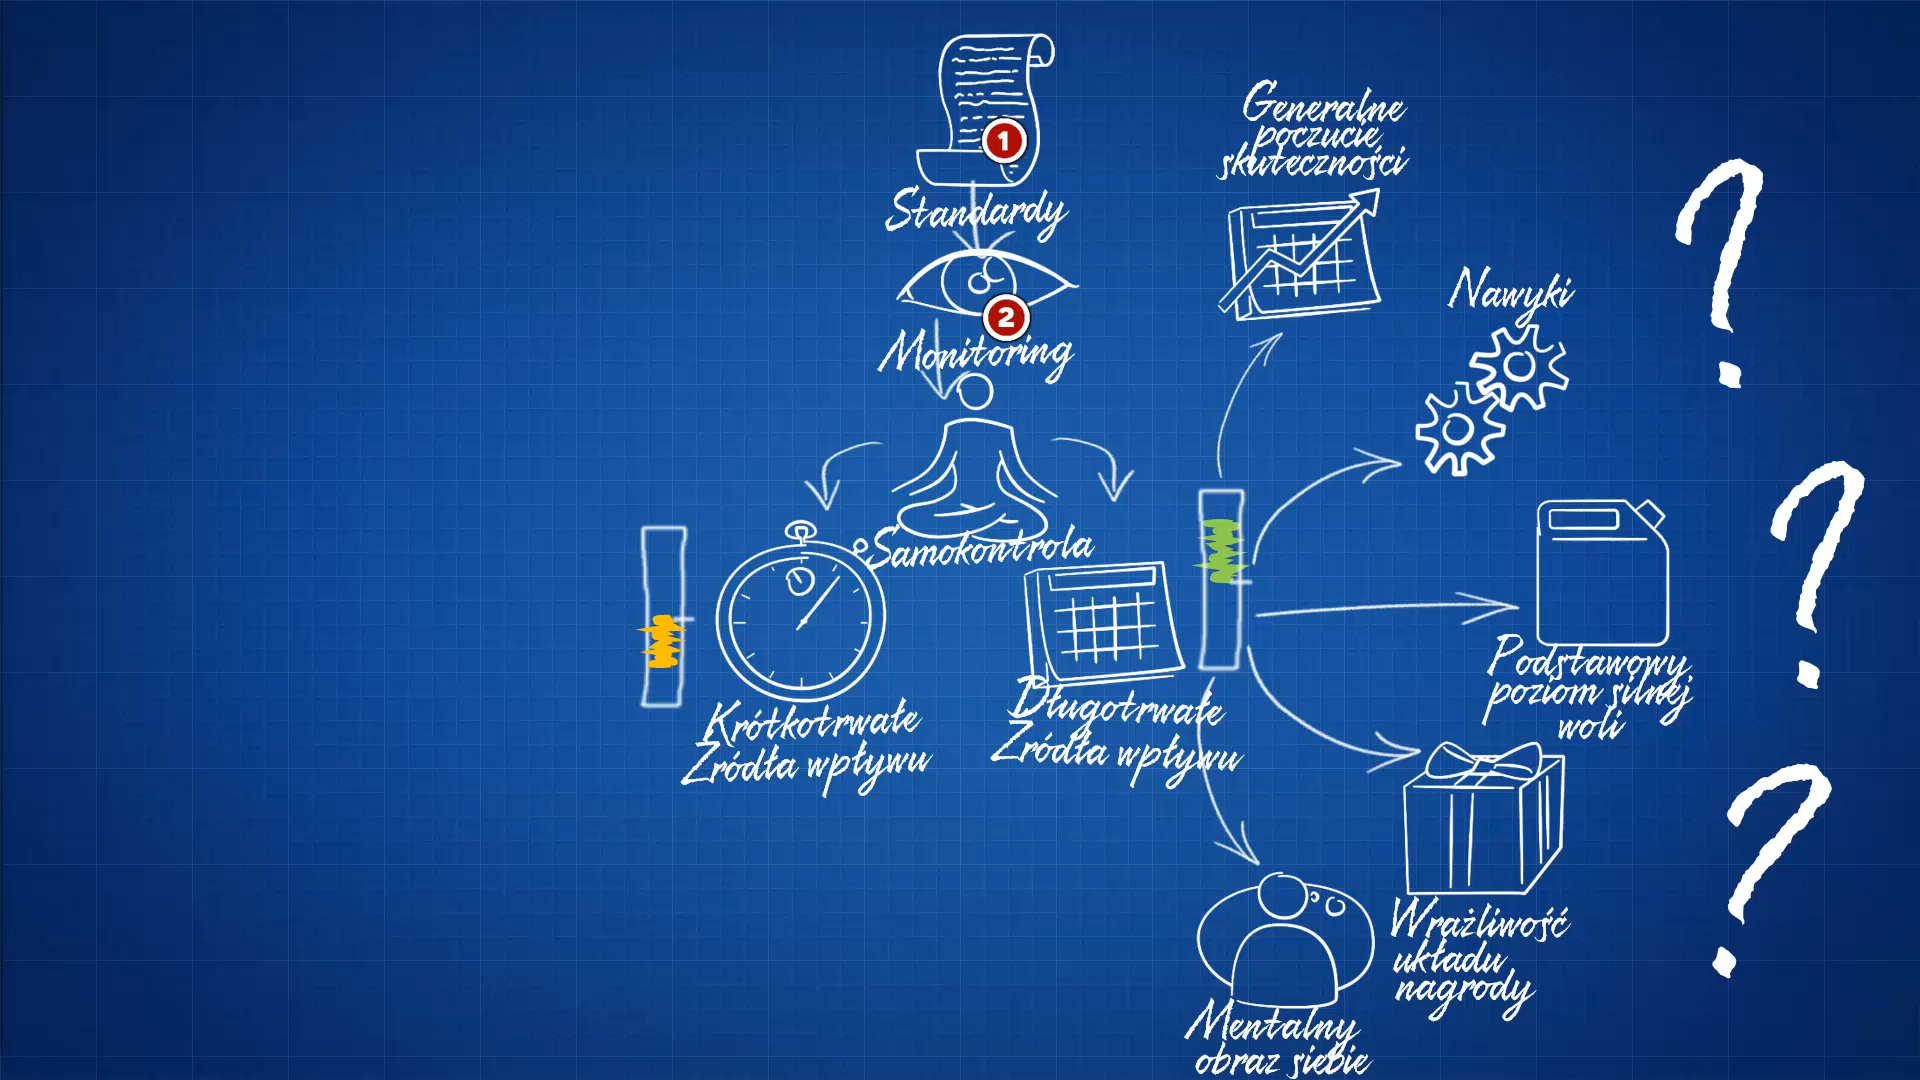 1
Standardy
2
Monitoring
Samokontrola
Krótkotrwałe
Źródła wpływu
Długotrwałe
Źródła wpływu
Generalne
poczucie
skuteczności
Nawyki
Podstawowy
poziom silnej
woli
Wrażliwość
układu
nagrody
Mentalny
obraz siebie
?
?
?